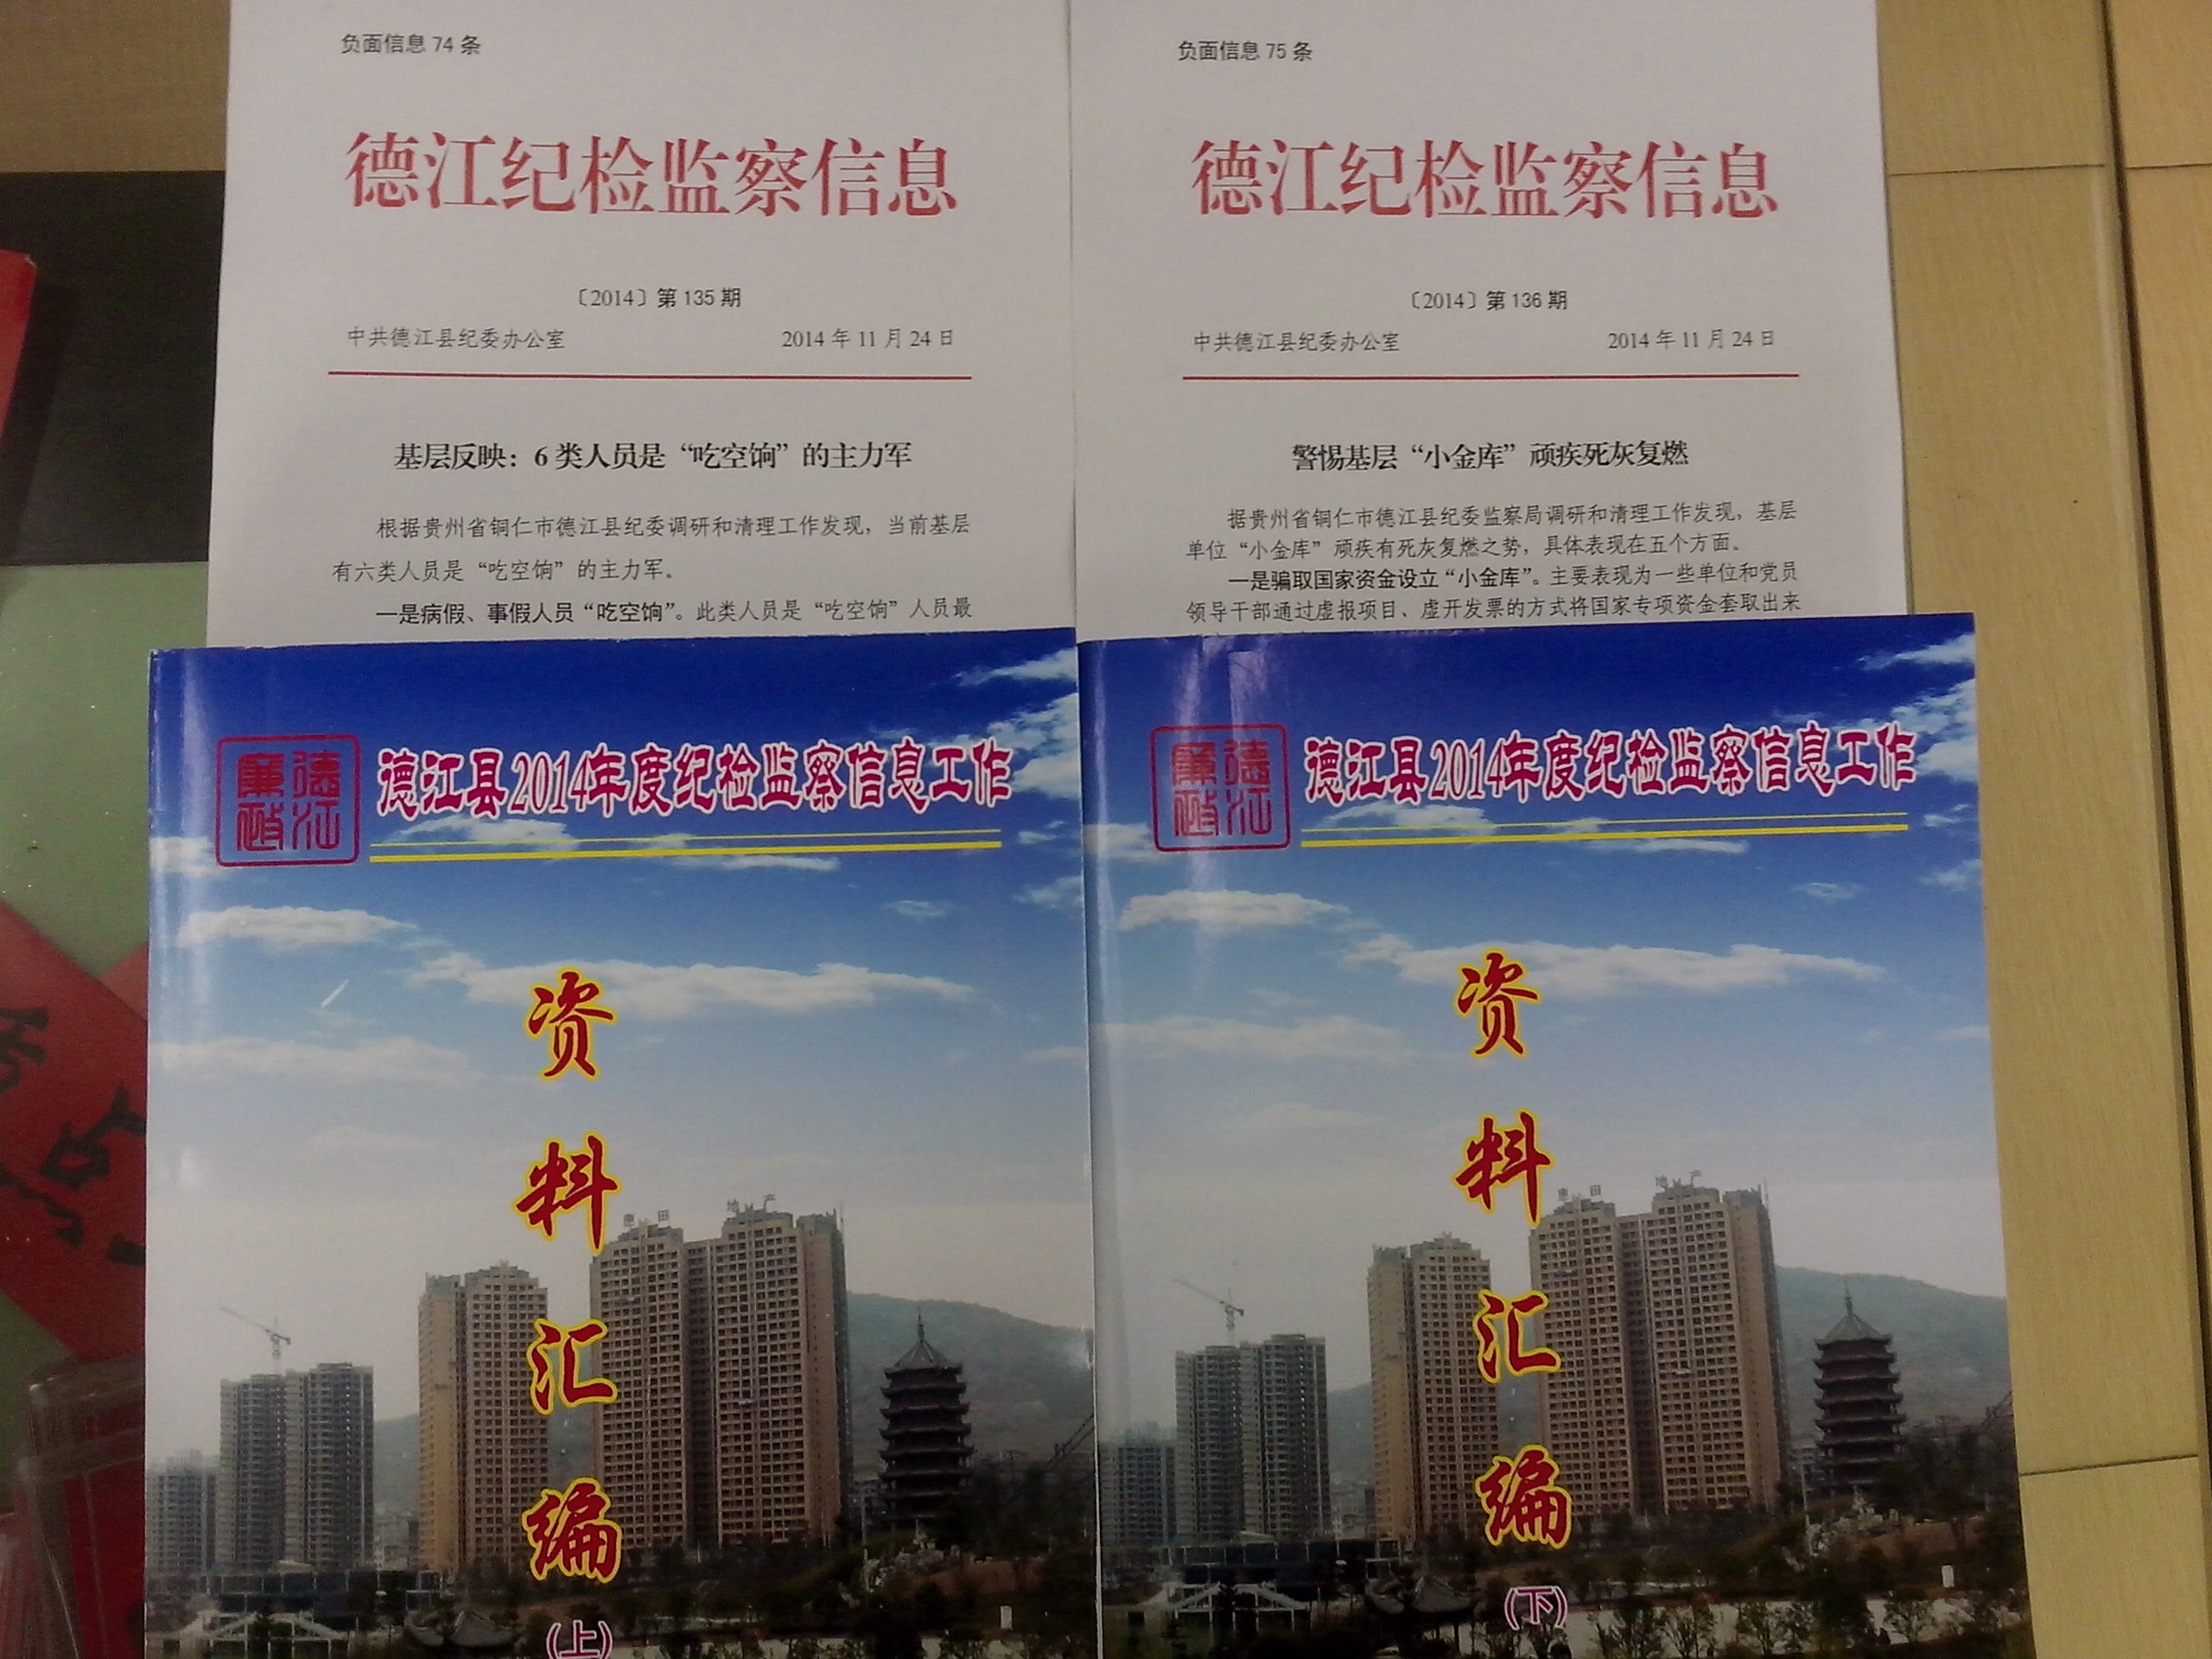 负面信息 74 条
德江纪检监察信息
〔2014〕第 135 期
中共德江县纪委办公室 2014 年 11 月 24 日
基层反映：6 类人员是“吃空饷”的主力军
根据贵州省铜仁市德江县纪委调研和清理工作发现，当前基层
有六类人员是“吃空饷”的主力军。
一是病假、事假人员“吃空饷”。此类人员是“吃空饷”人员最
负面信息 75 条
德江纪检监察信息
〔2014〕第 136 期
中共德江县纪委办公室 2014 年 11 月 24 日
警惕基层“小金库”顽疾死灰复燃
据贵州省铜仁市德江县纪委监察局调研和清理工作发现，基层
单位“小金库”顽疾有死灰复燃之势，具体表现在五个方面。
一是骗取国家资金设立“小金库”。主要表现为一些单位和党员
领导干部通过虚报项目、虚开发票的方式将国家专项资金套取出来
德江
廉政
德江县2014年度纪检监察信息工作
资料汇编
惠田地产
(上)
德江
廉政
德江县2014年度纪检监察信息工作
资料汇编
惠田地产
(下)